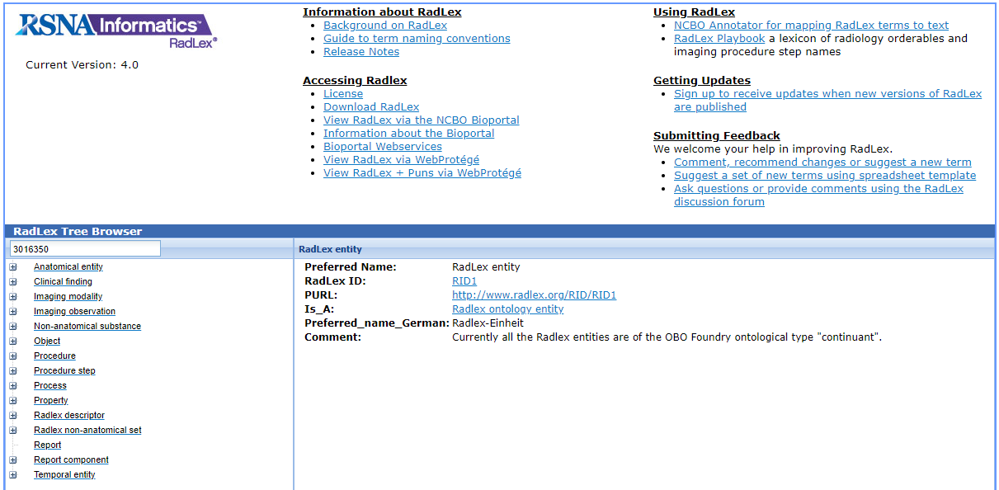 RSNA Informatics™
RadLex®
Current Version: 4.0
Information about RadLex
Background on RadLex
Guide to term naming conventions
Release Notes
Accessing Radlex
License
Download RadLex
View RadLex via the NCBO Bioportal
Information about the Bioportal
Bioportal Webservices
View RadLex via WebProtégé
View RadLex + Puns via WebProtégé
Using RadLex
NCBO Annotator for mapping RadLex terms to text
RadLex Playbook a lexicon of radiology orderables and
imaging procedure step names
Getting Updates
Sign up to receive updates when new versions of RadLex
are published
Submitting Feedback
We welcome your help in improving RadLex.
Comment, recommend changes or suggest a new term
Suggest a set of new terms using spreadsheet template
Ask questions or provide comments using the RadLex
discussion forum
RadLex Tree Browser
3016350
Anatomical entity
Clinical finding
Imaging modality
Imaging observation
Non-anatomical substance
Object
Procedure
Procedure step
Process
Property
Radlex descriptor
Radlex non-anatomical set
Report
Report component
Temporal entity
RadLex entity
Preferred Name: RadLex entity
RadLex ID: RID1
PURL: http://www.radlex.org/RID/RID1
Is_A: Radlex ontology entity
Preferred_name_German: Radlex-Einheit
Comment: Currently all the Radlex entities are of the OBO Foundry ontological type "continuant".